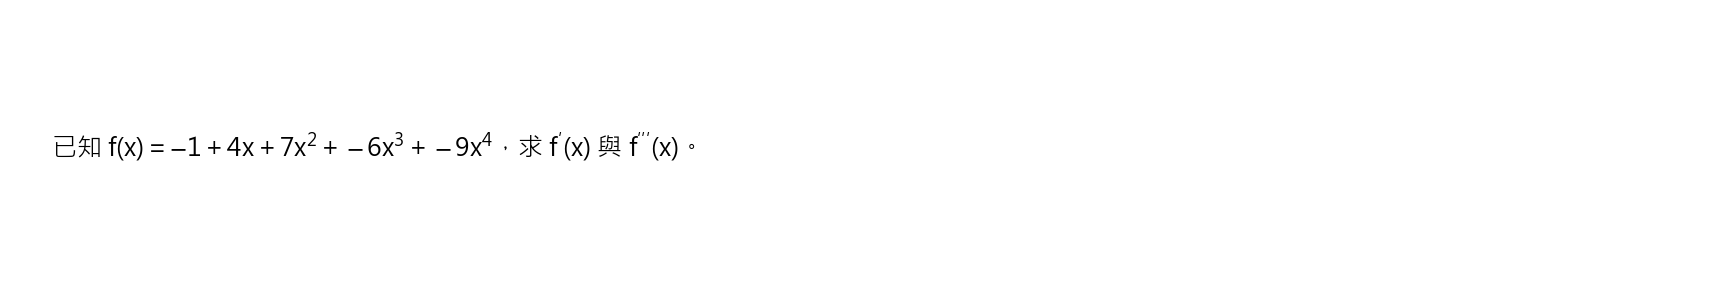 已知 f(x) = −1 + 4x + 7x² + −6x³ + −9x⁴，求 f′(x) 與 f′′′(x)。